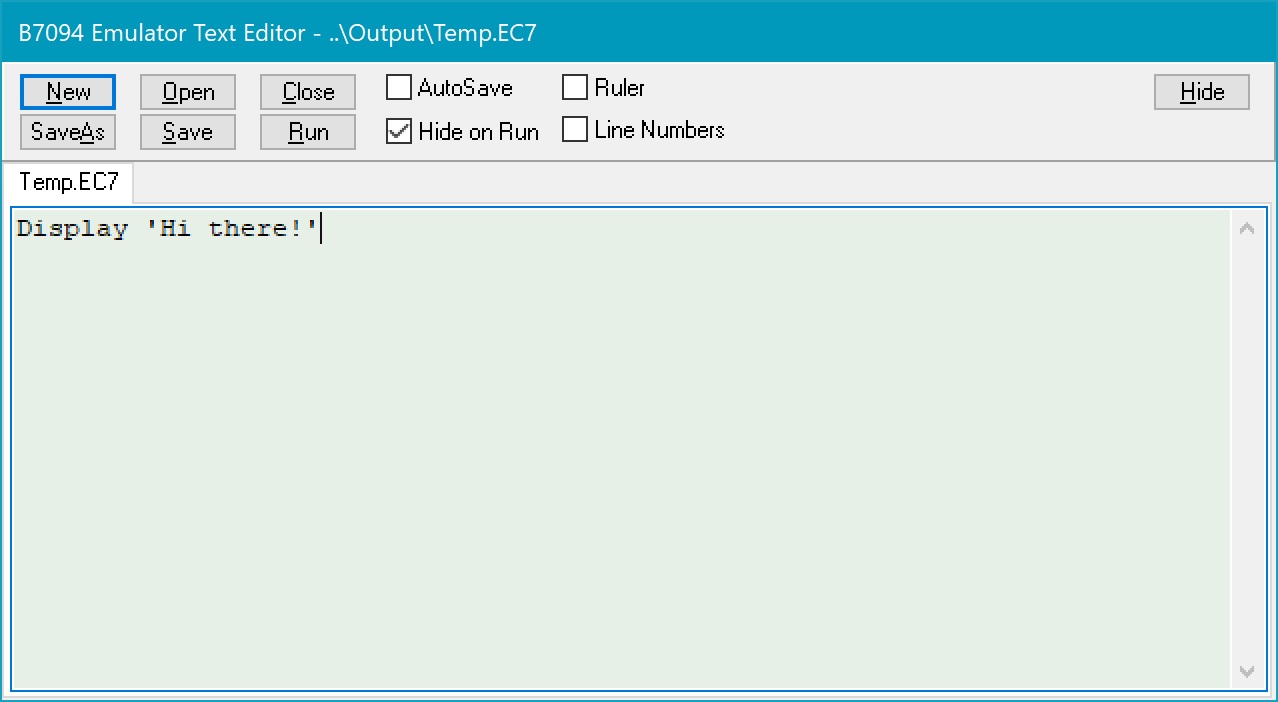 B7094 Emulator Text Editor - ..\Output\Temp.EC7
New Open Close AutoSave Ruler Hide
SaveAs Save Run Hide on Run Line Numbers
Temp.EC7
Display 'Hi there!'